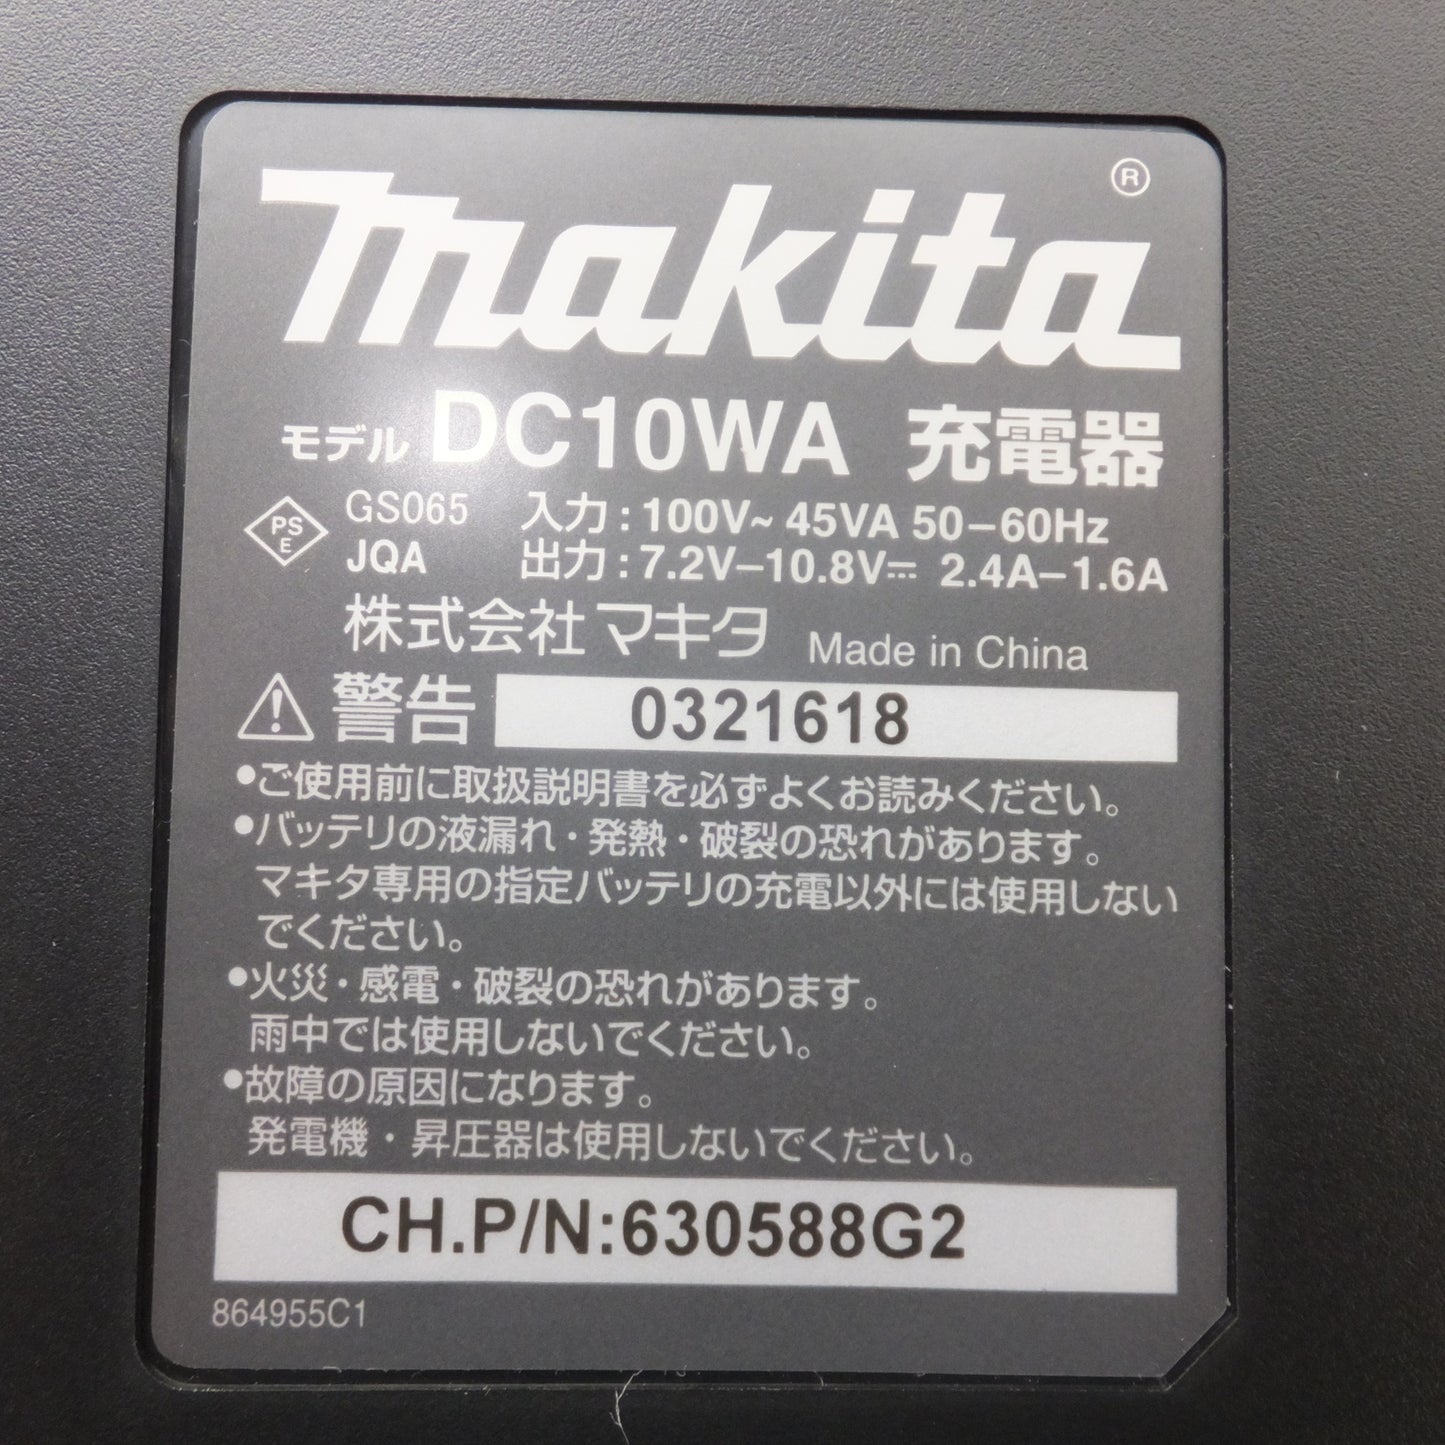 makita®
モデル DC10WA 充電器
PS E GS065 入力 : 100V~ 45VA 50–60Hz
JQA 出力 : 7.2V–10.8V⎓ 2.4A–1.6A
株式会社マキタ Made in China
警告 0321618
●ご使用前に取扱説明書を必ずよくお読みください。
●バッテリの液漏れ・発熱・破裂の恐れがあります。
マキタ専用の指定バッテリの充電以外には使用しない
でください。
●火災・感電・破裂の恐れがあります。
雨中では使用しないでください。
●故障の原因になります。
発電機・昇圧器は使用しないでください。
CH.P/N:630588G2
864955C1